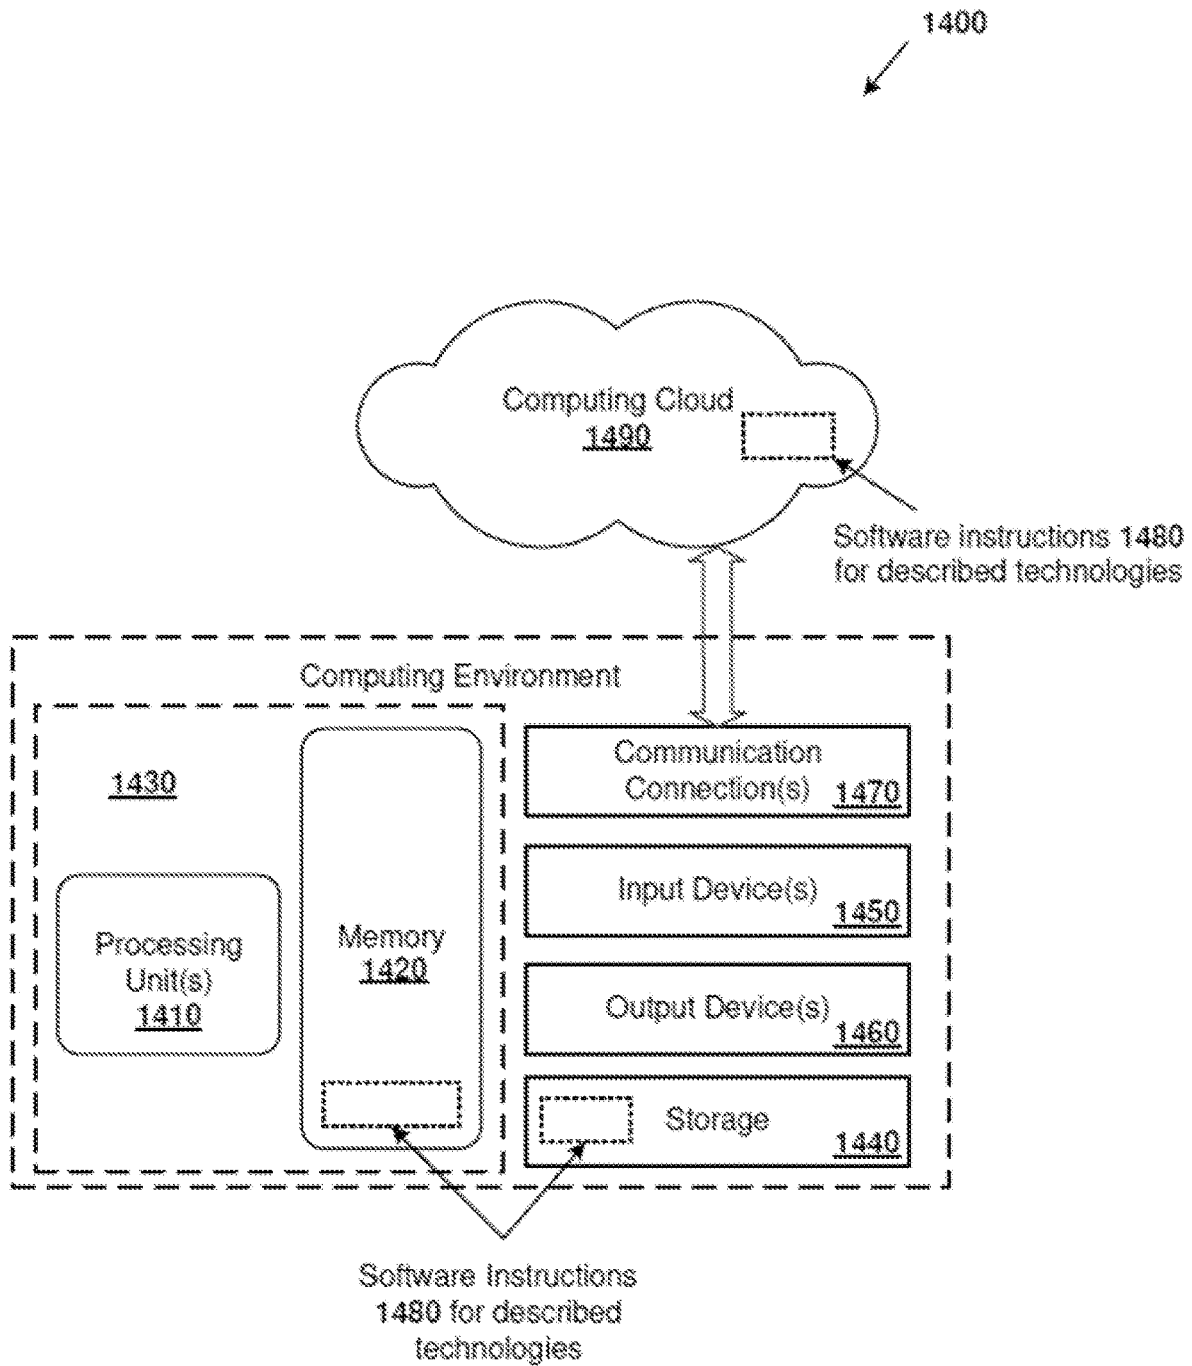 1400
Computing Cloud
1490
Software instructions 1480
for described technologies
Computing Environment
1430
Processing
Unit(s)
1410
Memory
1420
Communication
Connection(s)
1470
Input Device(s)
1450
Output Device(s)
1460
Storage
1440
Software Instructions
1480 for described
technologies